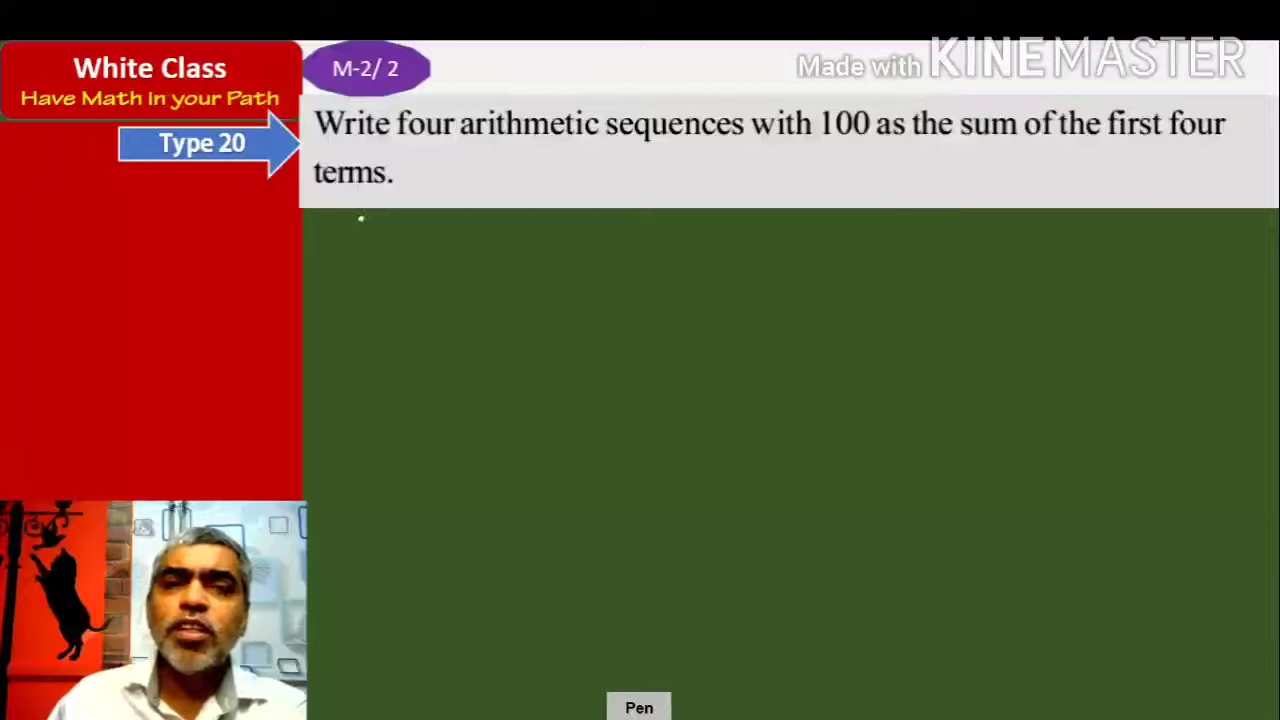 Made with KINEMASTER
White Class
Have Math in your Path
M-2/ 2
Type 20
Write four arithmetic sequences with 100 as the sum of the first four
terms.
Pen